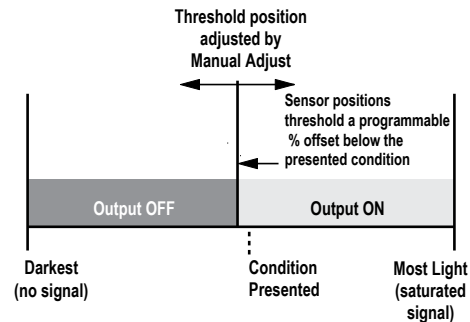 Threshold position
adjusted by
Manual Adjust
Sensor positions
threshold a programmable
% offset below the
presented condition
Output OFF
Output ON
Darkest
(no signal)
Condition
Presented
Most Light
(saturated
signal)